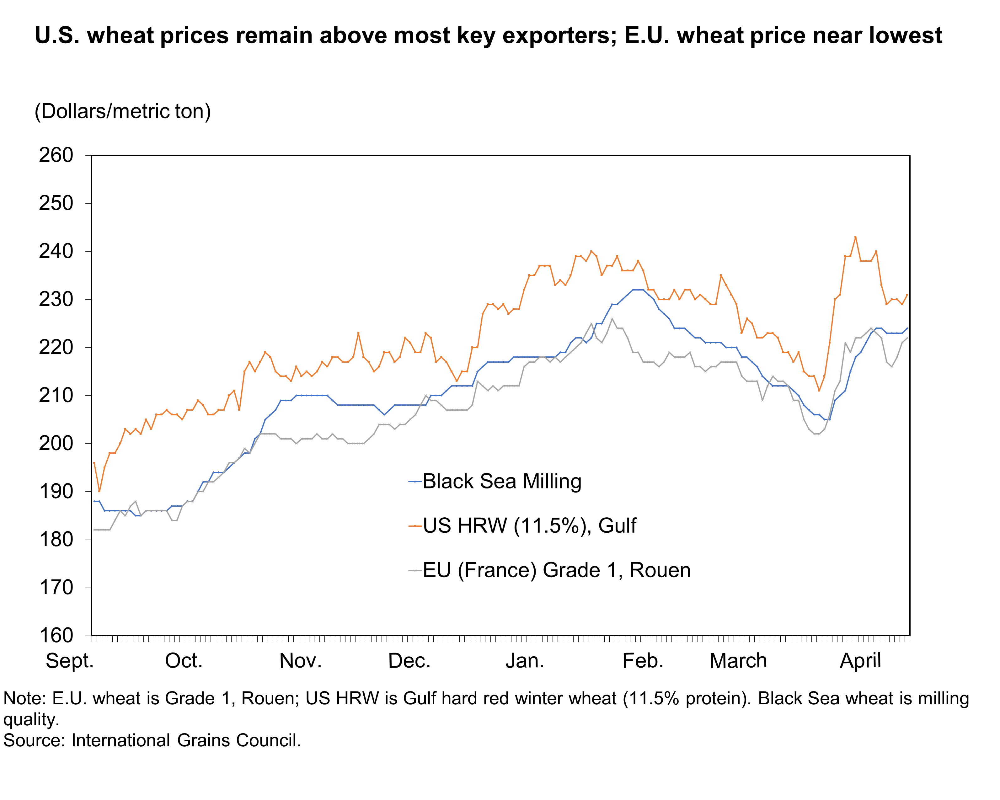 U.S. wheat prices remain above most key exporters; E.U. wheat price near lowest
(Dollars/metric ton)
260
250
240
230
220
210
200
190
180
170
160
Black Sea Milling
US HRW (11.5%), Gulf
EU (France) Grade 1, Rouen
Sept. Oct. Nov. Dec. Jan. Feb. March April
Note: E.U. wheat is Grade 1, Rouen; US HRW is Gulf hard red winter wheat (11.5% protein). Black Sea wheat is milling
quality.
Source: International Grains Council.